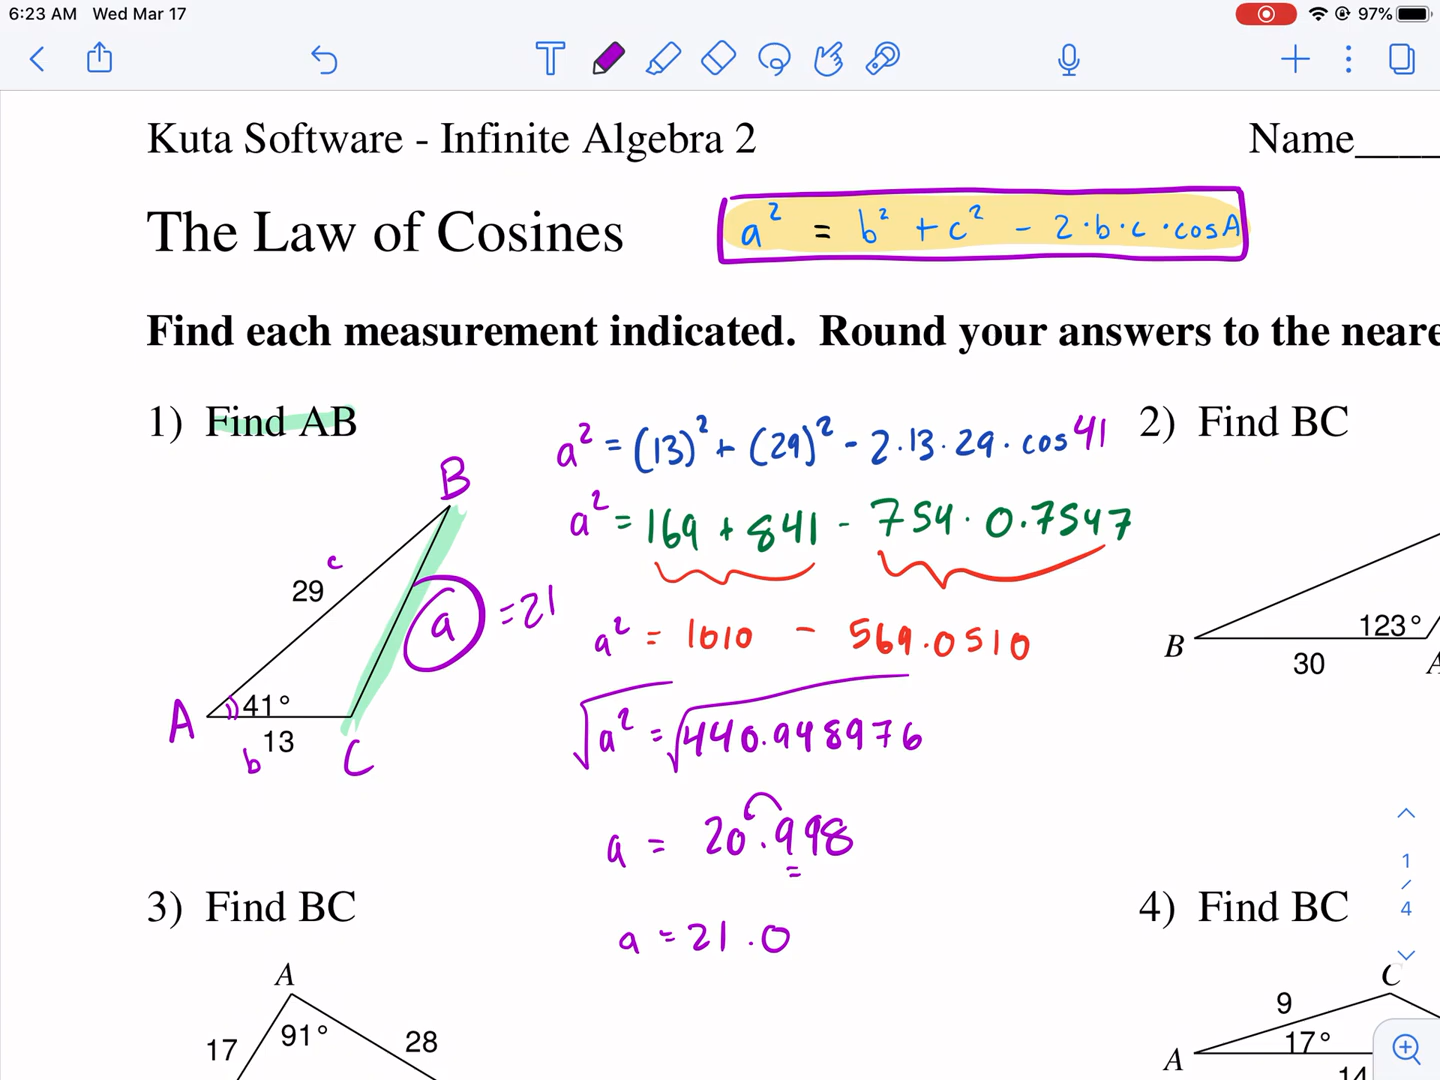 6:23 AM Wed Mar 17
97%
Kuta Software - Infinite Algebra 2
Name____
The Law of Cosines
a² = b² + c² - 2·b·c·cosA
Find each measurement indicated. Round your answers to the neare
1) Find AB
a² = (13)² + (29)² - 2·13·29·cos41
2) Find BC
B
a² = 169 + 841 - 754·0.7547
c
29
a = 21
a² = 1010 - 569.0510
123°
B
30
A
A
41°
13
b
C
√a² = √440.948976
a = 20.998
1
/
4
3) Find BC
4) Find BC
a = 21.0
A
C
9
17
91°
28
17°
A
14